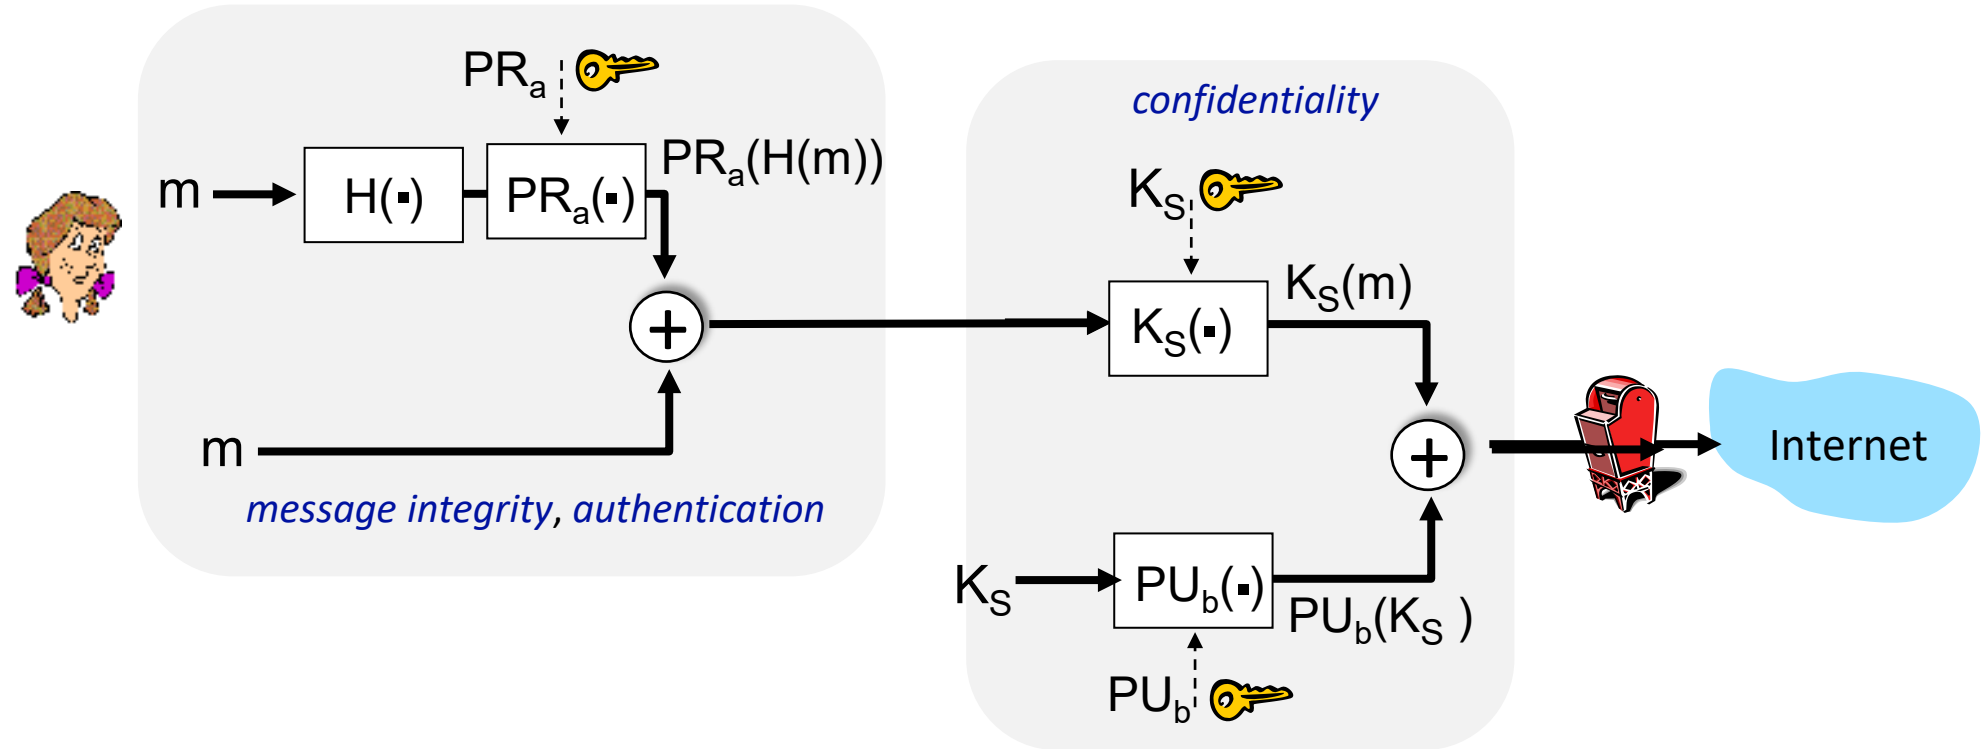 PRa
PRa(H(m))
m
H(▪)
PRa(▪)
+
m
message integrity, authentication
confidentiality
KS
KS(▪)
KS(m)
+
Internet
KS
PUb(▪)
PUb(KS )
PUb